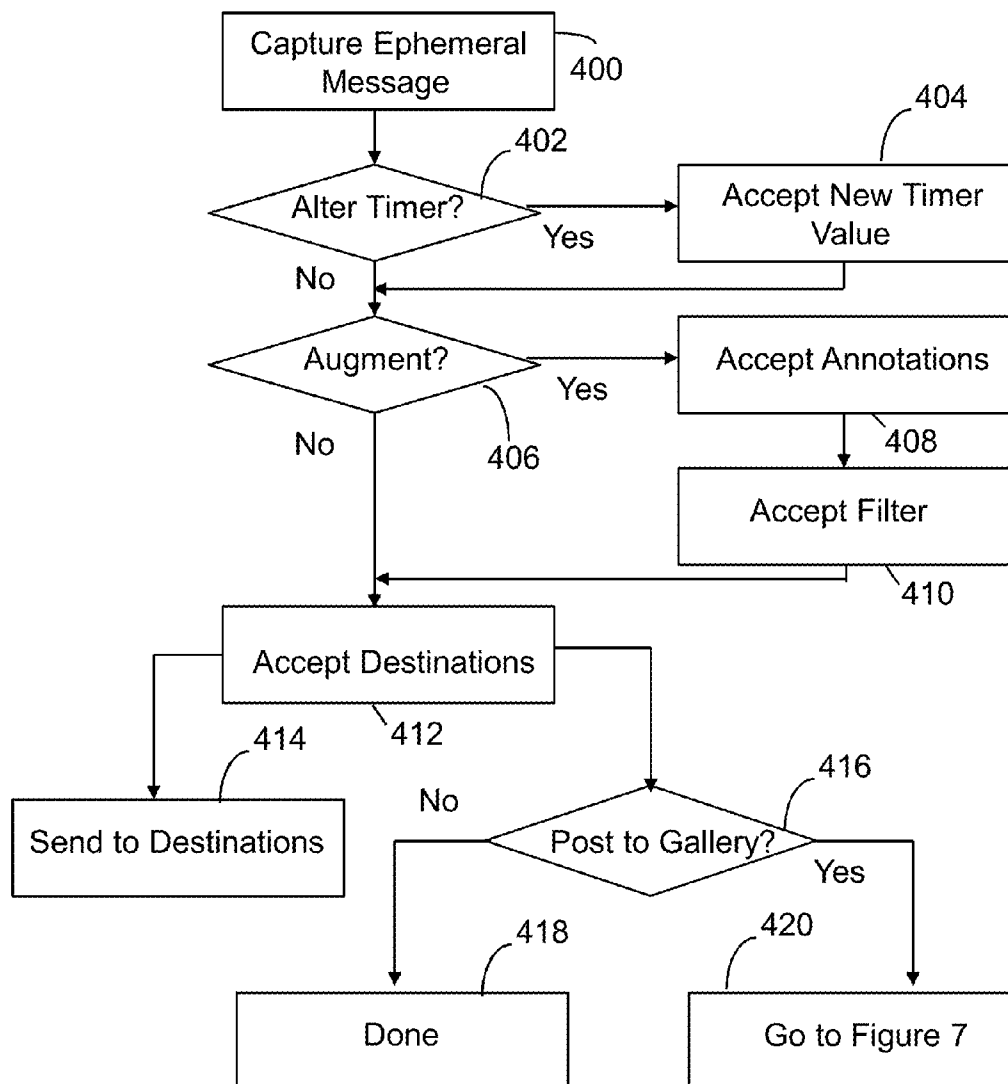 Capture Ephemeral
Message
400
402
404
Alter Timer?
Accept New Timer
Value
Yes
No
Augment?
Accept Annotations
Yes
No
406
408
Accept Filter
410
Accept Destinations
412
414
416
Send to Destinations
No
Post to Gallery?
Yes
418
420
Done
Go to Figure 7